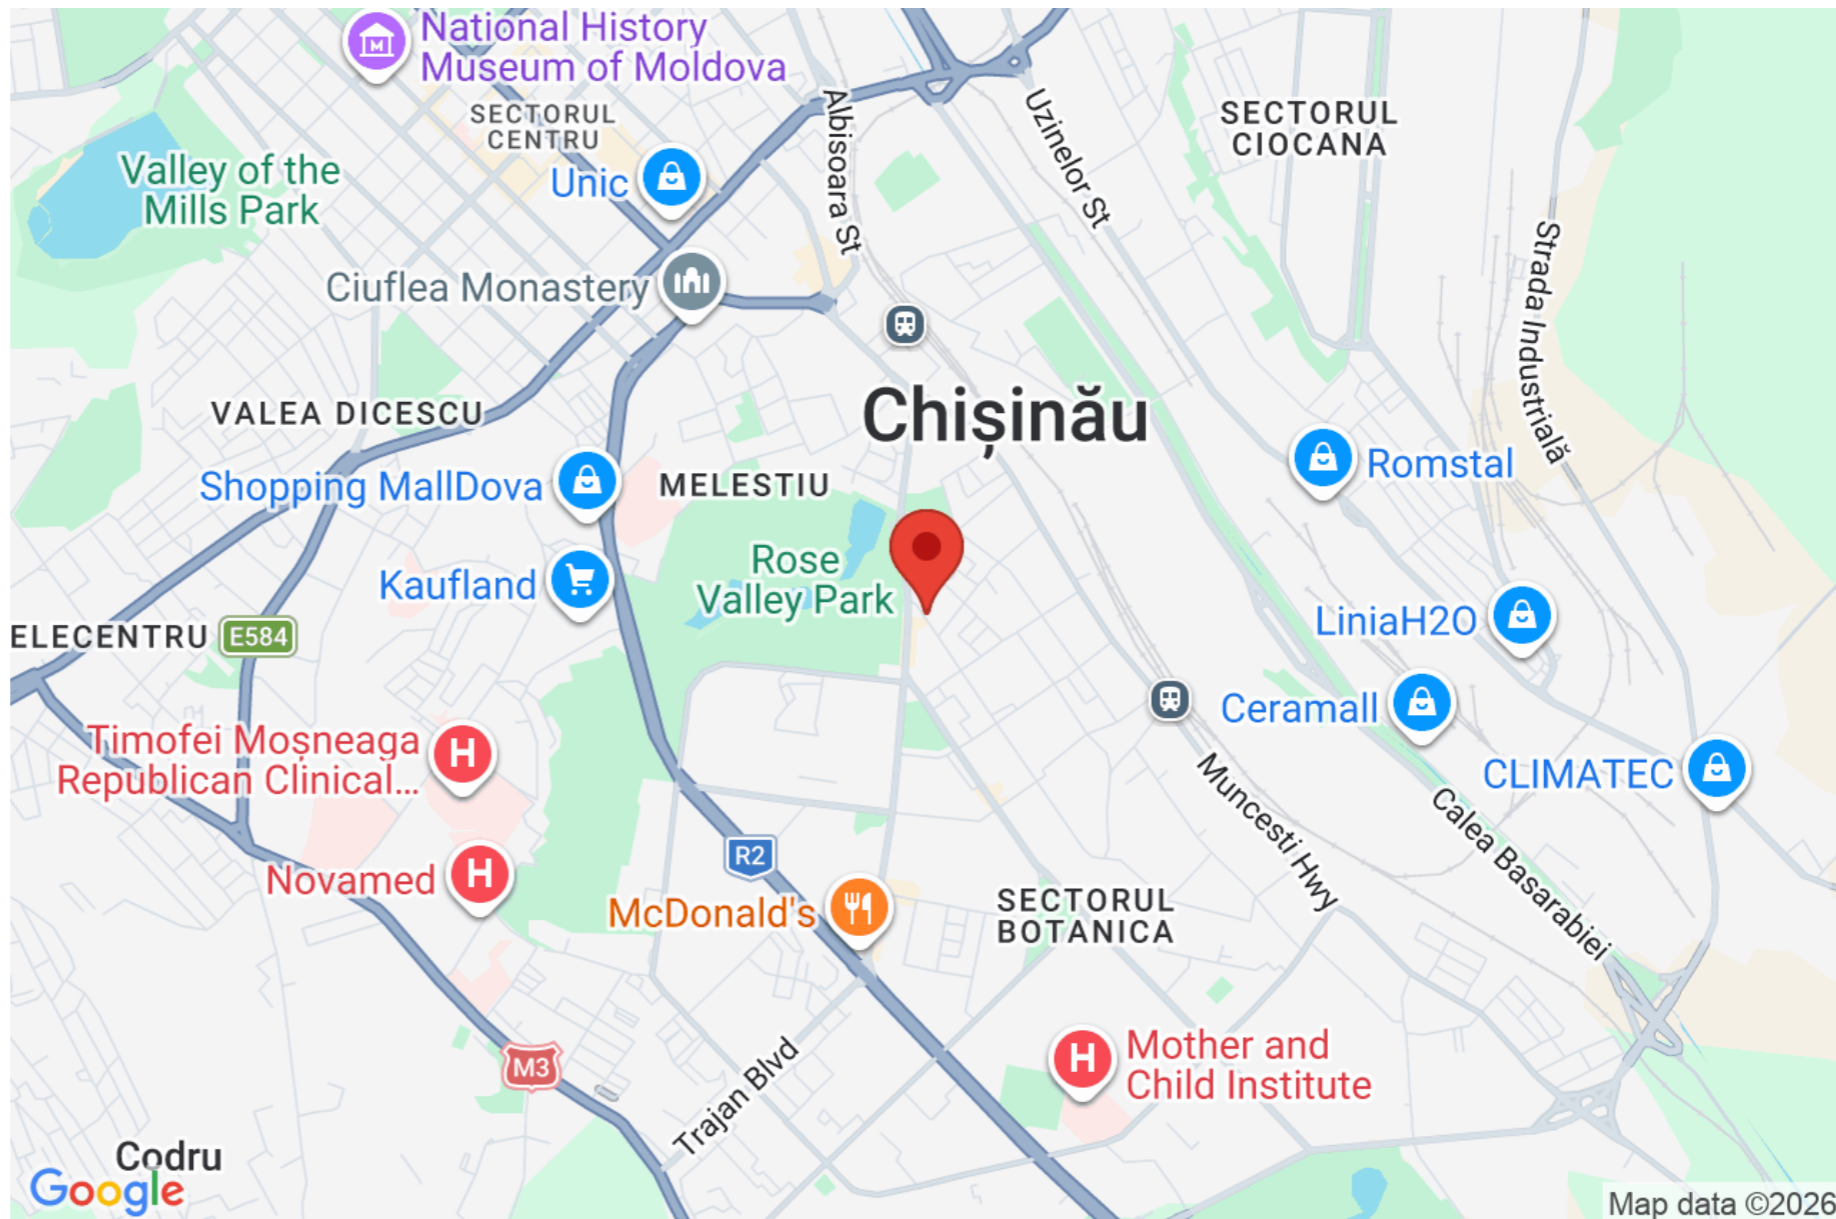 National History
Museum of Moldova
SECTORUL
CENTRU
Albisoara St
Uzinelor St
SECTORUL
CIOCANA
Valley of the
Mills Park
Unic
Strada Industrială
Ciuflea Monastery
Chișinău
VALEA DICESCU
Romstal
Shopping MallDova
MELESTIU
Rose
Valley Park
Kaufland
LiniaH2O
ELECENTRU
E584
Ceramall
Timofei Moșneaga
Republican Clinical...
CLIMATEC
Muncesti Hwy
Calea Basarabiei
R2
Novamed
McDonald's
SECTORUL
BOTANICA
Mother and
Child Institute
M3
Trajan Blvd
Codru
Google
Map data ©2026